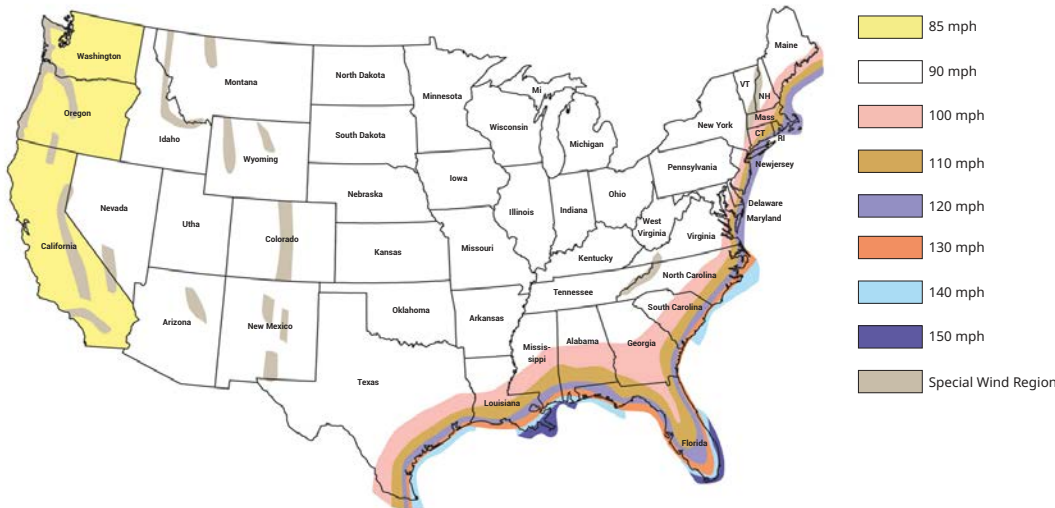 Washington
Oregon
California
Nevada
Idaho
Montana
Wyoming
Utha
Colorado
Arizona
New Mexico
North Dakota
South Dakota
Nebraska
Kansas
Oklahoma
Texas
Minnesota
Iowa
Missouri
Arkansas
Louisiana
Wisconsin
Illinois
Mi
Michigan
Indiana
Ohio
Kentucky
Tennessee
Missis-
sippi
Alabama
Georgia
Florida
South Carolina
North Carolina
Virginia
West
Virginia
Pennsylvania
New York
VT
NH
Maine
Mass
CT
RI
Newjersey
Delaware
Maryland
85 mph
90 mph
100 mph
110 mph
120 mph
130 mph
140 mph
150 mph
Special Wind Region